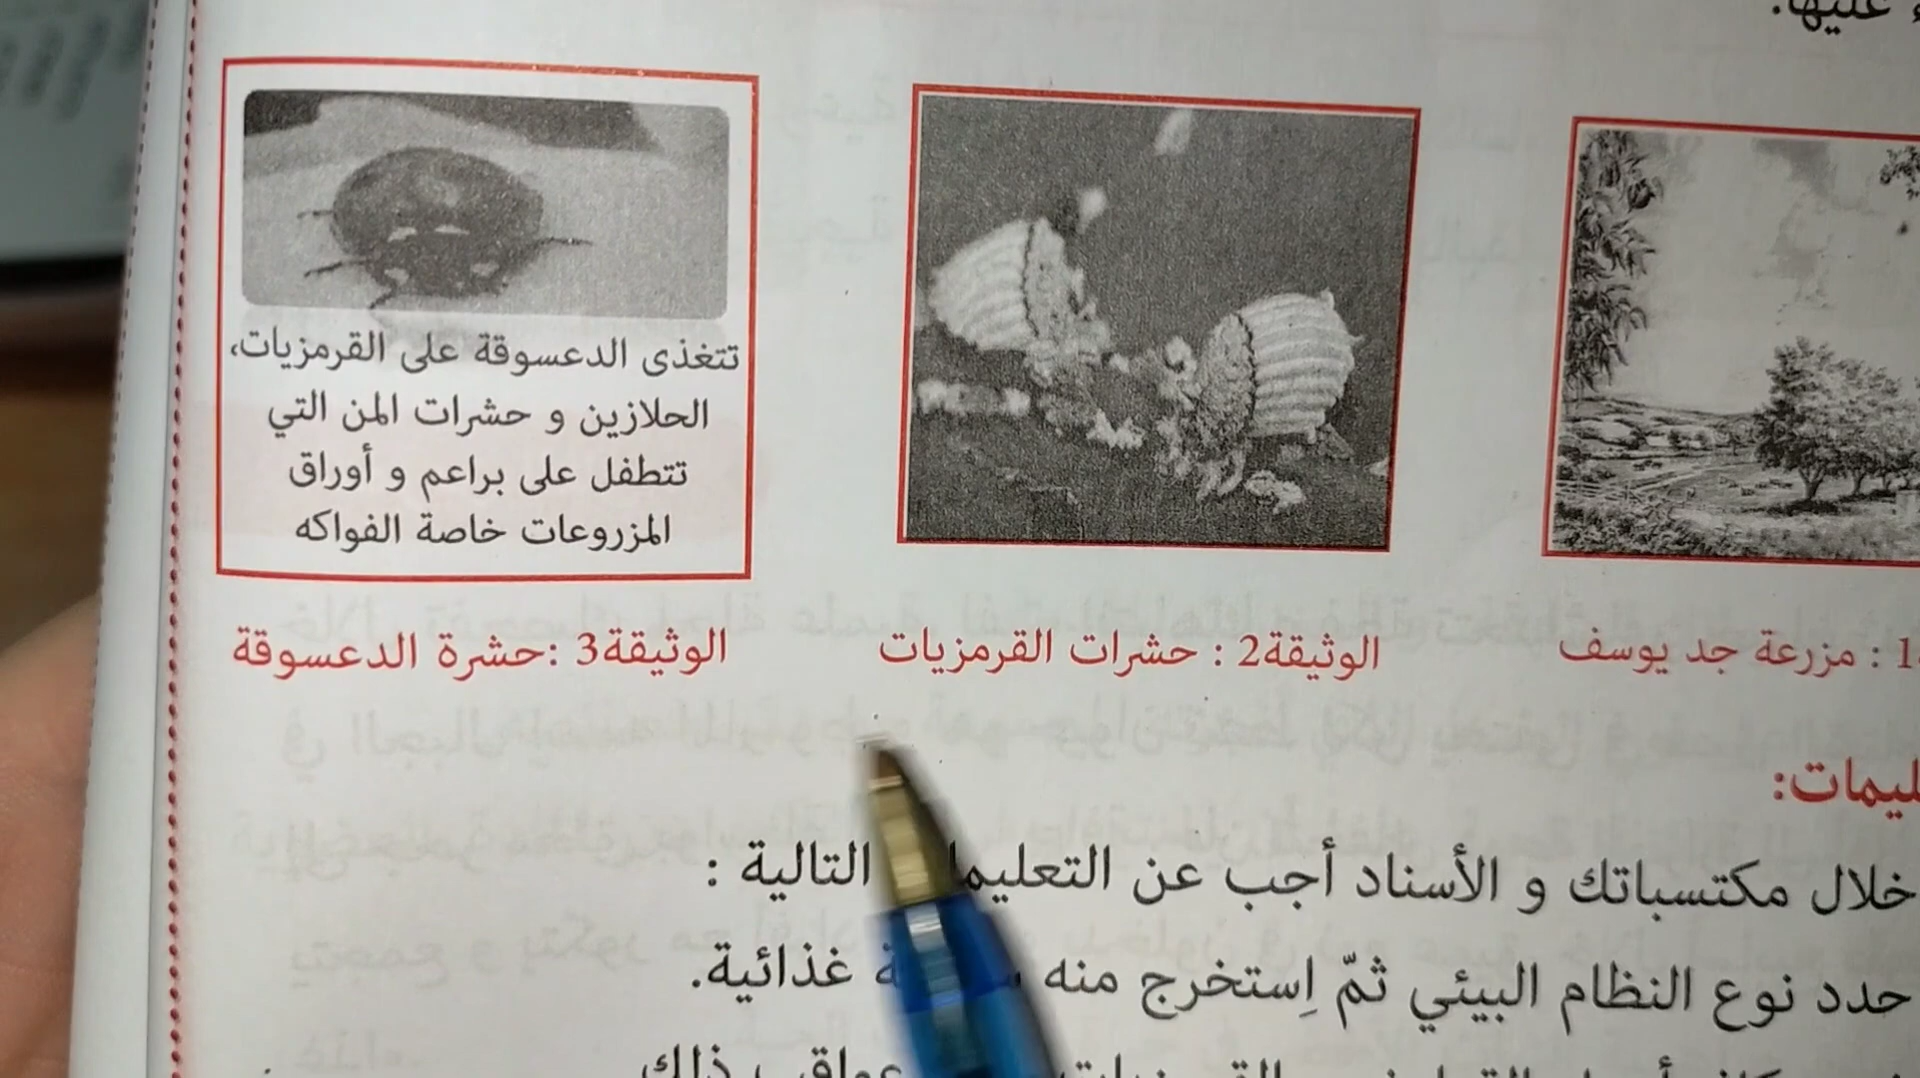 عليها.
تتغذى الدعسوقة على القرمزيات،
الحلازين و حشرات المن التي
تتطفل على براعم و أوراق
المزروعات خاصة الفواكه
1 : مزرعة جد يوسف
الوثيقة2 : حشرات القرمزيات
الوثيقة3 :حشرة الدعسوقة
ليمات:
خلال مكتسباتك و الأسناد أجب عن التالية :
حدد نوع النظام البيئي ثمّ اِستخرج منه غذائية.
عواقب ذلك